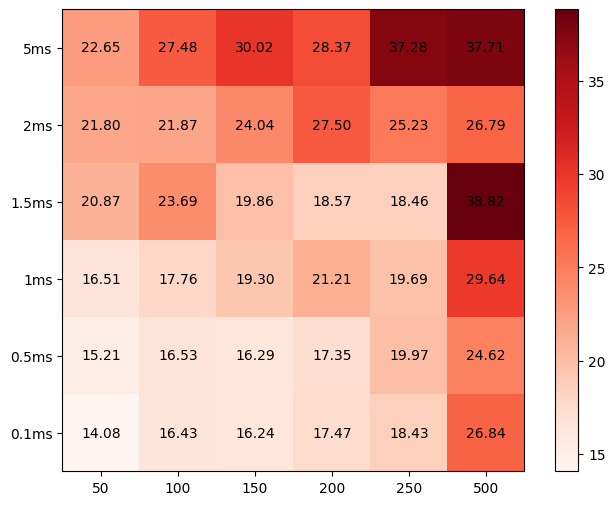 5ms 22.65 27.48 30.02 28.37 37.28 37.71
35
2ms 21.80 21.87 24.04 27.50 25.23 26.79
30
1.5ms 20.87 23.69 19.86 18.57 18.46 38.82
25
1ms 16.51 17.76 19.30 21.21 19.69 29.64
0.5ms 15.21 16.53 16.29 17.35 19.97 24.62
20
0.1ms 14.08 16.43 16.24 17.47 18.43 26.84
15
50 100 150 200 250 500